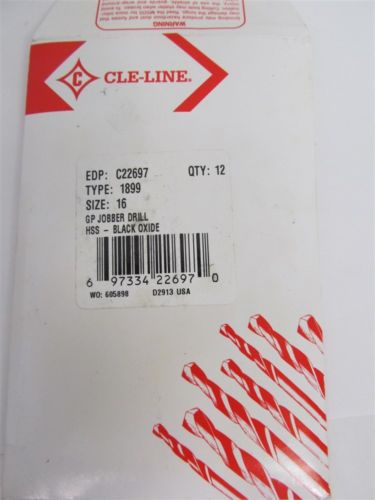 C
CLE-LINE®
EDP: C22697 QTY: 12
TYPE: 1899
SIZE: 16
GP JOBBER DRILL
HSS - BLACK OXIDE
6 97334 22697 0
WO: 605898 D2913 USA